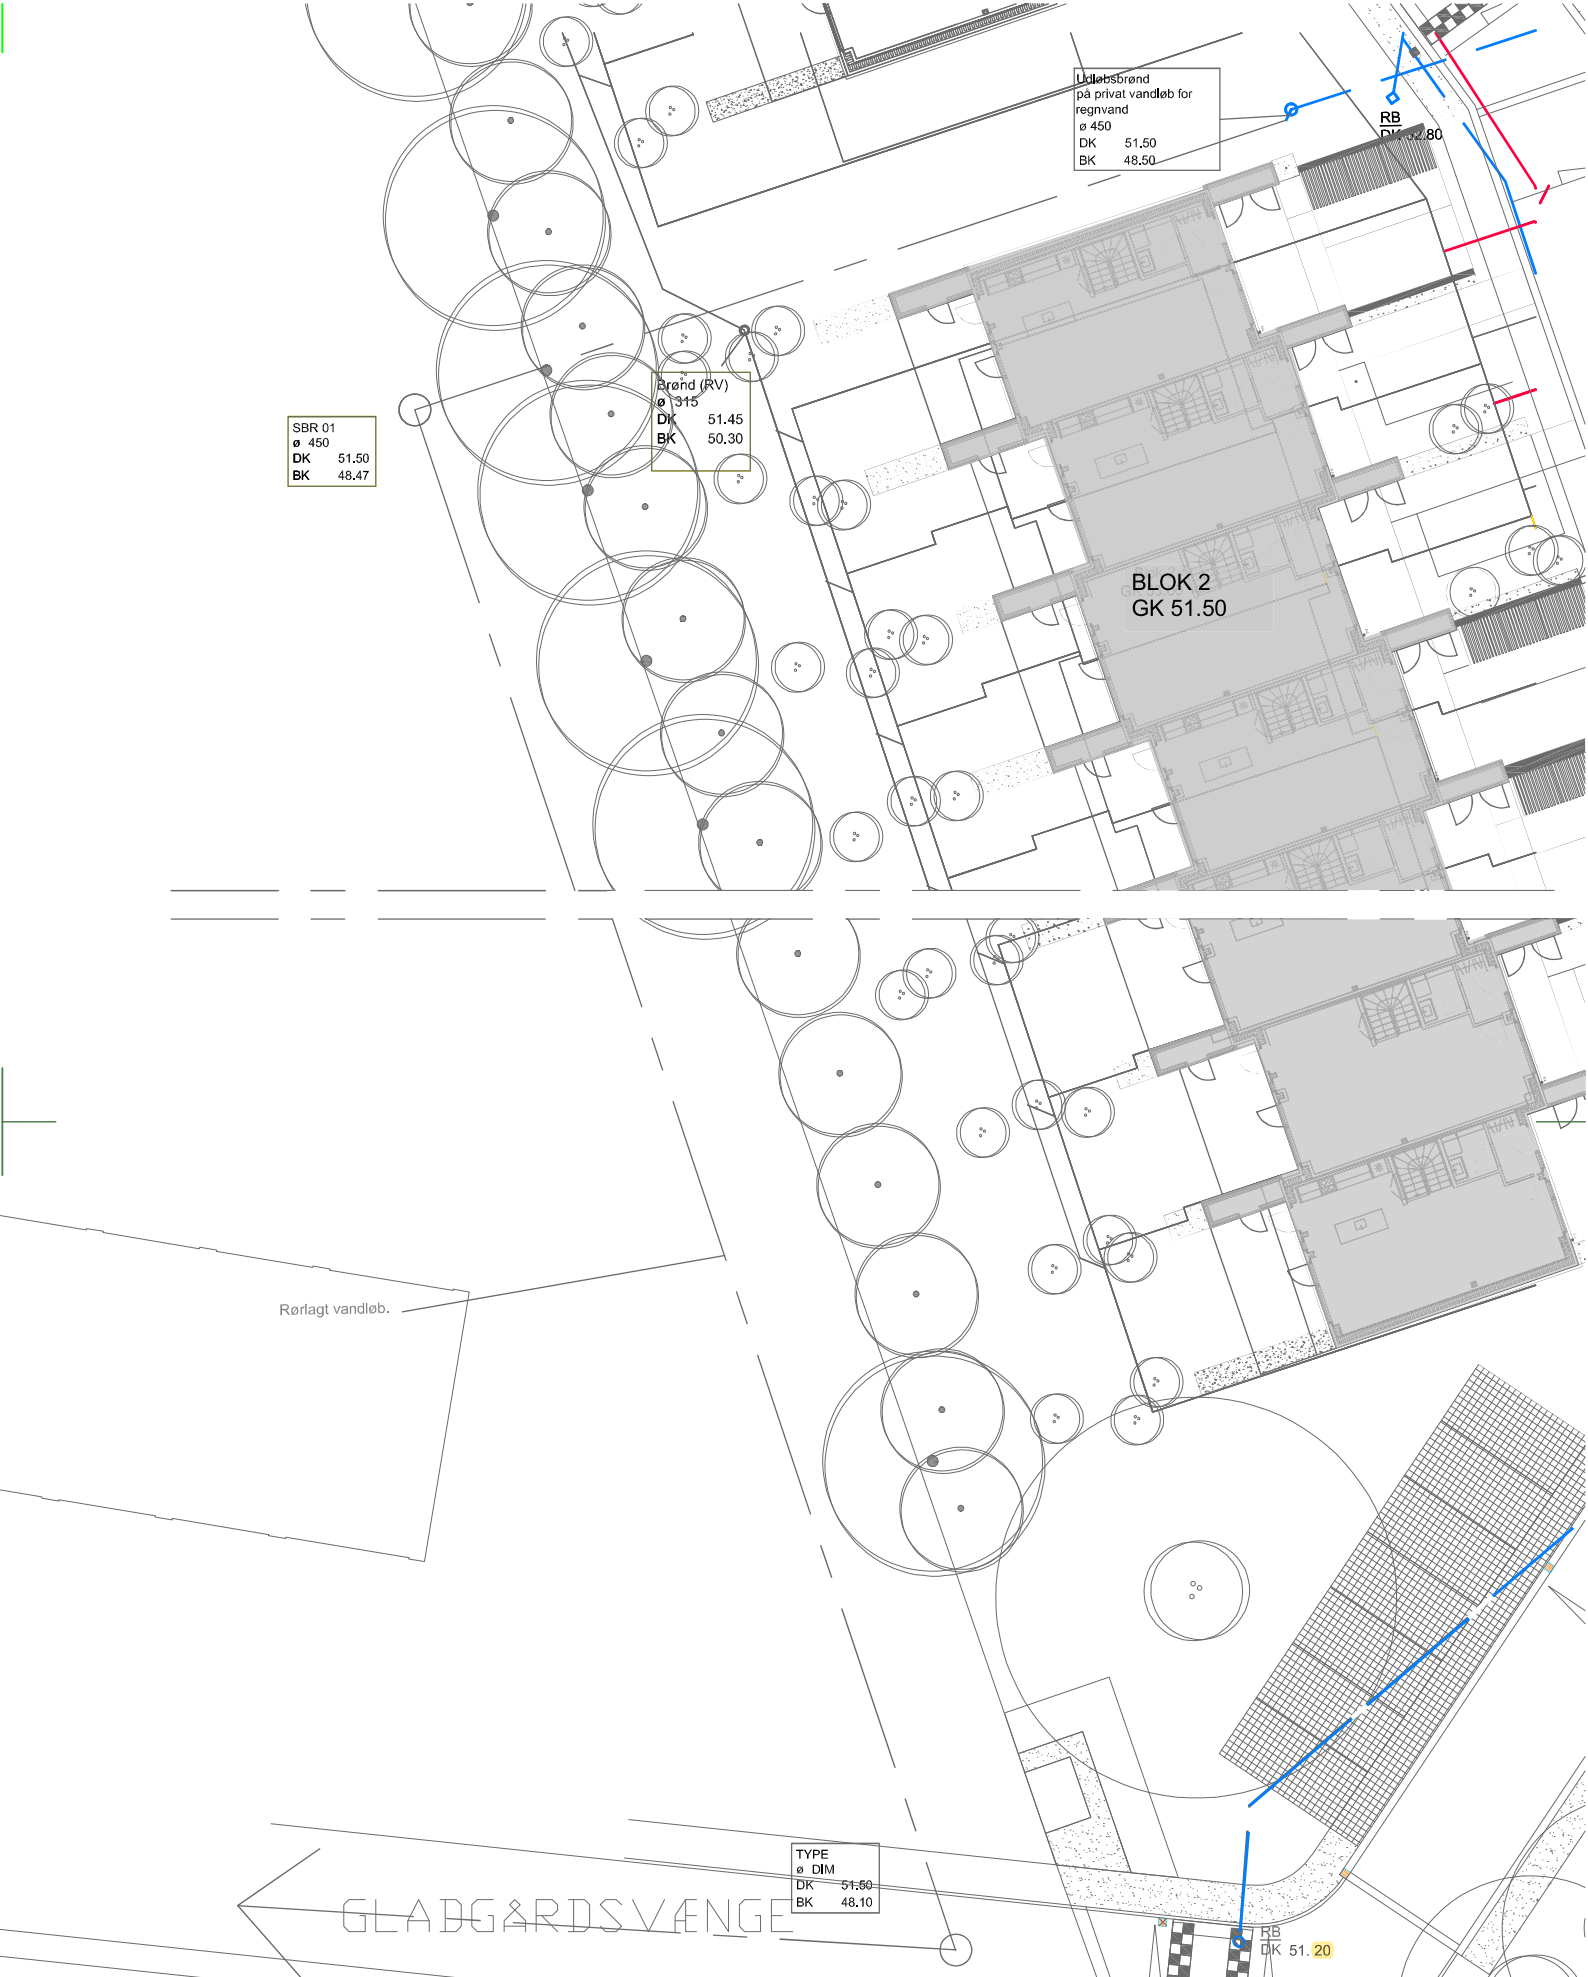 Udløbsbrønd
på privat vandløb for
regnvand
ø 450
DK 51.50
BK 48.50
RB
DK .80
Brønd (RV)
ø 315
DK 51.45
BK 50.30
SBR 01
ø 450
DK 51.50
BK 48.47
BLOK 2
GK 51.50
Rørlagt vandløb.
TYPE
ø DIM
DK 51.50
BK 48.10
GLADGÅRDSVÆNGE
RB
DK 51. 20